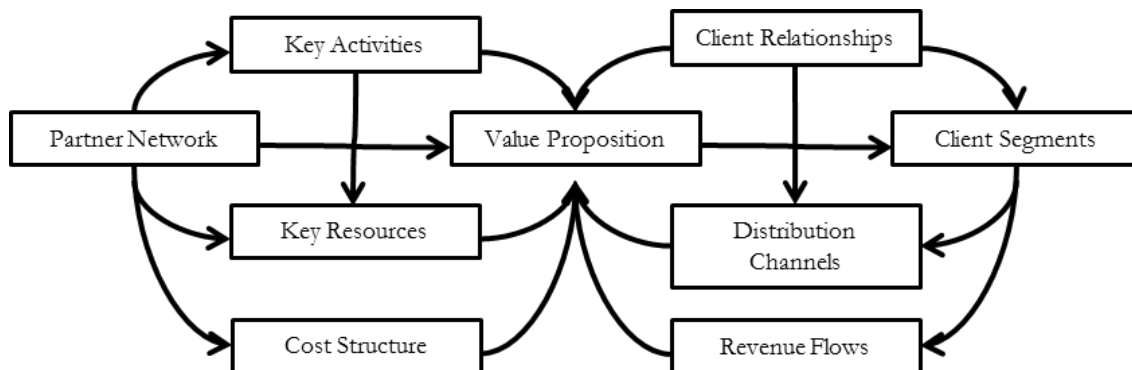 Key Activities
Client Relationships
Partner Network
Value Proposition
Client Segments
Key Resources
Distribution
Channels
Cost Structure
Revenue Flows